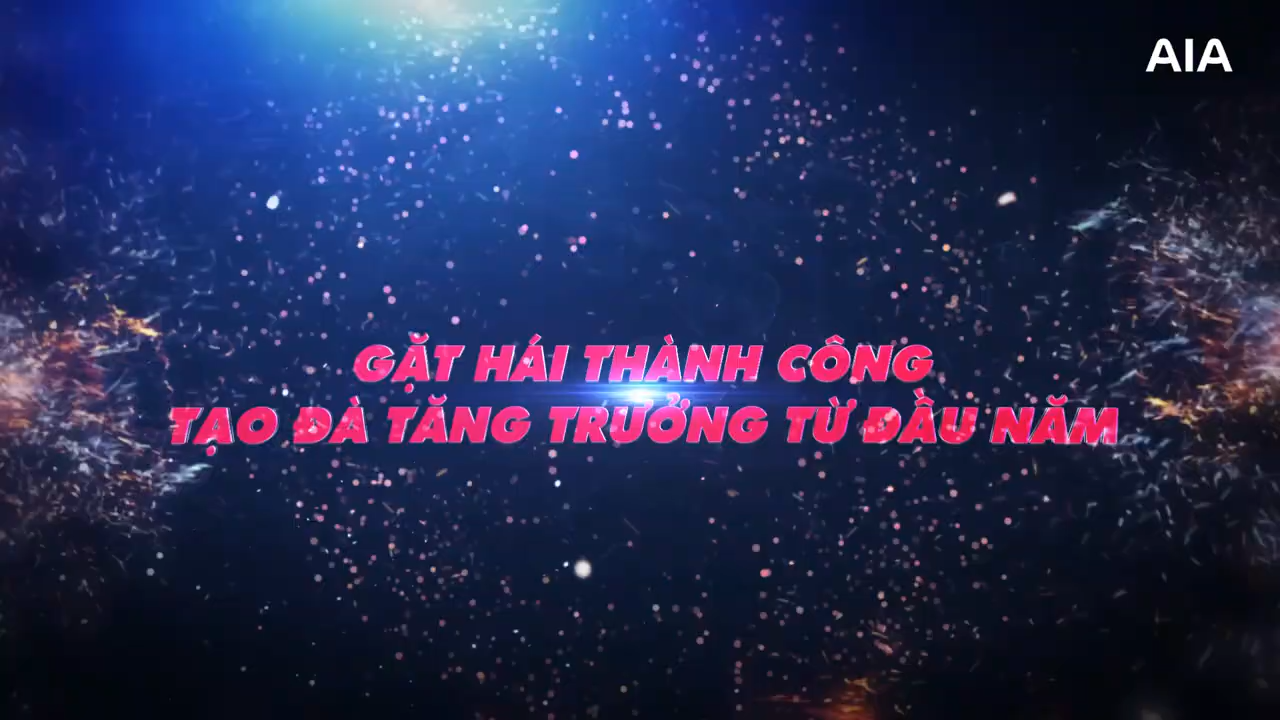 AIA
GẶT HÁI THÀNH CÔNG
TẠO ĐÀ TĂNG TRƯỞNG TỪ ĐẦU NĂM